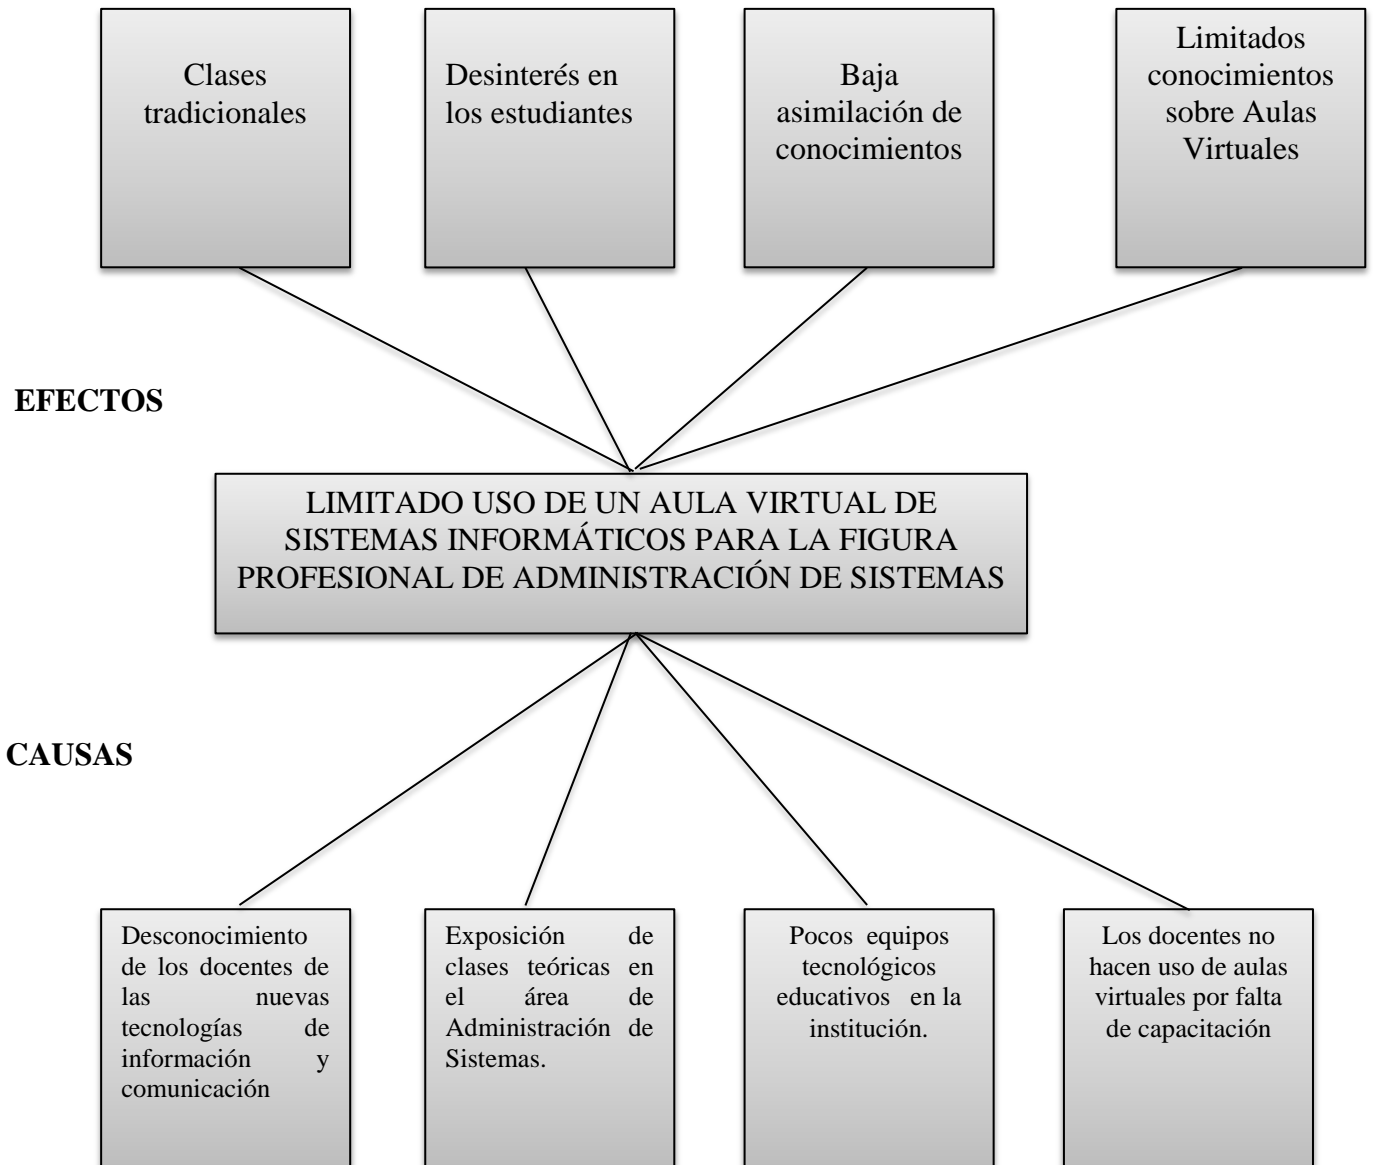 Clases
tradicionales
Desinterés en
los estudiantes
Baja
asimilación de
conocimientos
Limitados
conocimientos
sobre Aulas
Virtuales
EFECTOS
LIMITADO USO DE UN AULA VIRTUAL DE
SISTEMAS INFORMÁTICOS PARA LA FIGURA
PROFESIONAL DE ADMINISTRACIÓN DE SISTEMAS
CAUSAS
Desconocimiento
de los docentes de
las nuevas
tecnologías de
información y
comunicación
Exposición de
clases teóricas en
el área de
Administración de
Sistemas.
Pocos equipos
tecnológicos
educativos en la
institución.
Los docentes no
hacen uso de aulas
virtuales por falta
de capacitación